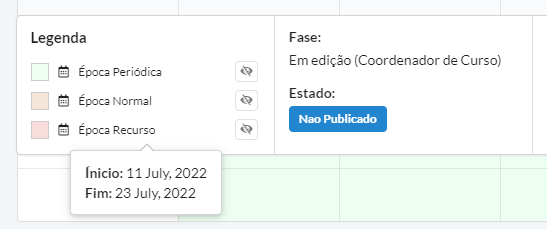 Legenda
Época Periódica
Época Normal
Época Recurso
Ínicio: 11 July, 2022
Fim: 23 July, 2022
Fase:
Em edição (Coordenador de Curso)
Estado:
Nao Publicado